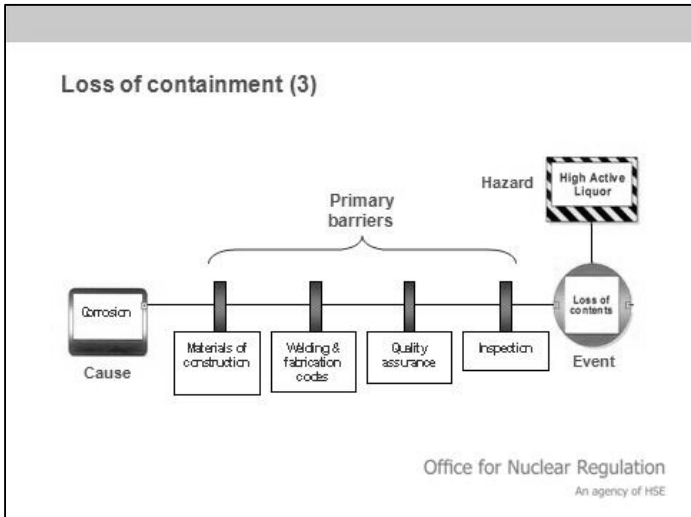 Loss of containment (3)
Hazard
High Active
Liquor
Primary
barriers
Corrosion
Cause
Materials of
construction
Welding &
fabrication
codes
Quality
assurance
Inspection
Loss of
contents
Event
Office for Nuclear Regulation
An agency of HSE